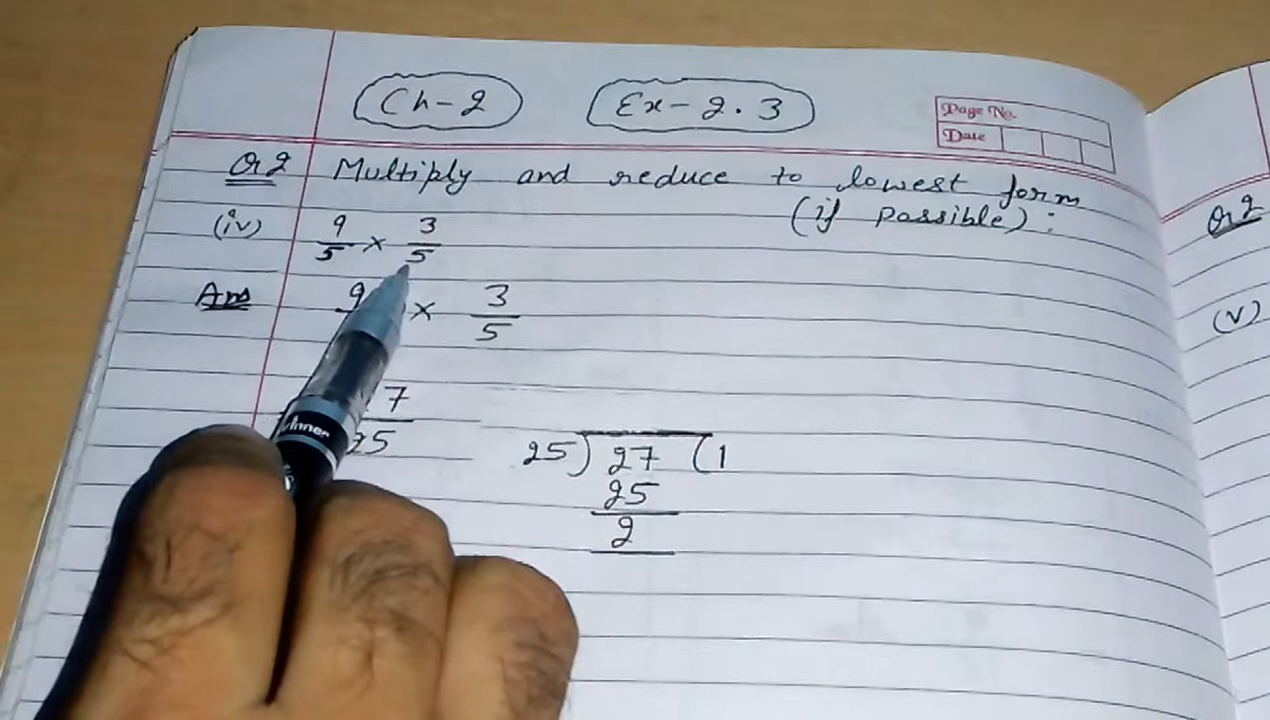 Ch-2 Ex-2.3
Page No.
Date
Q2 Multiply and reduce to lowest form
(if possible):
(iv) 9/5 × 3/5
Ans 9 × 3/5
7/25
25) 27 (1
25
2
Q2
(v)
inner